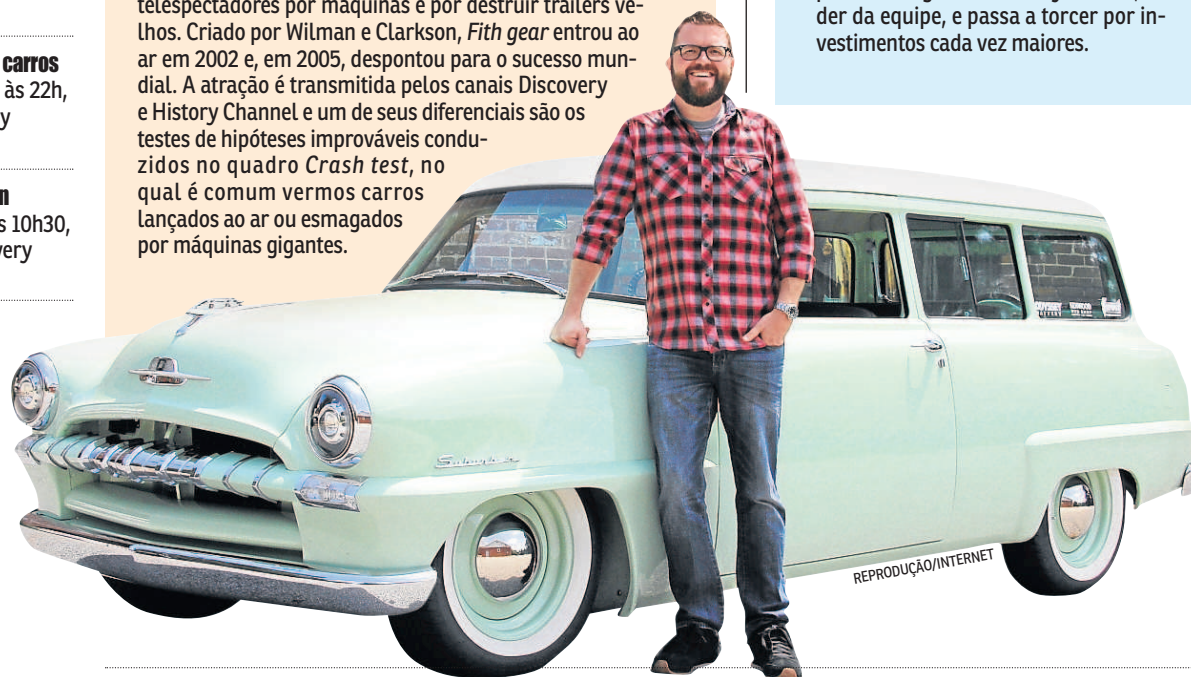 carros
às 22h,
s 10h30,
telespectadores por máquinas e por destruir trailers ve-
lhos. Criado por Wilman e Clarkson, Fith gear entrou ao
ar em 2002 e, em 2005, despontou para o sucesso mun-
dial. A atração é transmitida pelos canais Discovery
e History Channel e um de seus diferenciais são os
testes de hipóteses improváveis condu-
zidos no quadro Crash test, no
qual é comum vermos carros
lançados ao ar ou esmagados
por máquinas gigantes.
der da equipe, e passa a torcer por in-
vestimentos cada vez maiores.
Suburban
REPRODUÇÃO/INTERNET